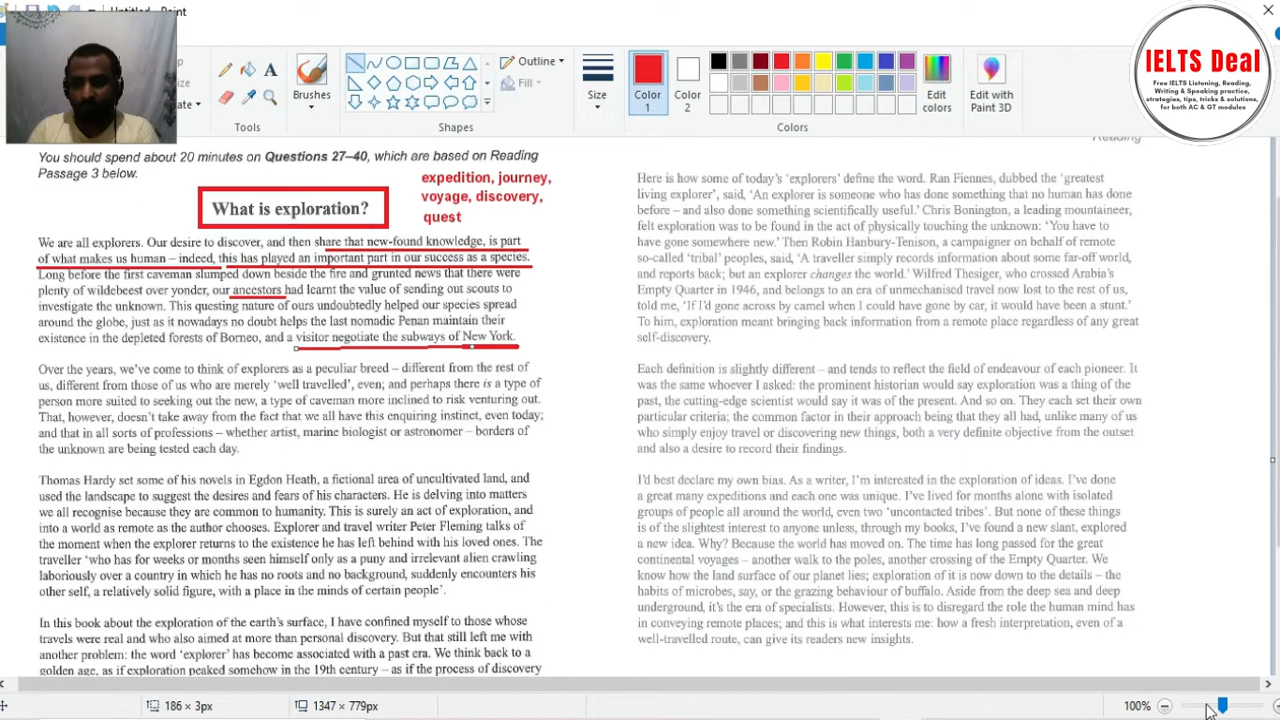 Untitled - Paint
IELTS Deal
Free IELTS Listening, Reading,
Writing & Speaking practice,
strategies, tips, tricks & solutions,
for both AC & GT modules
Tools
Brushes
Outline
Fill
Shapes
Size
Color
1
Color
2
Edit
colors
Edit with
Paint 3D
Colors
Reading
You should spend about 20 minutes on Questions 27–40, which are based on Reading
Passage 3 below.
expedition, journey,
voyage, discovery,
quest
What is exploration?
We are all explorers. Our desire to discover, and then share that new-found knowledge, is part
of what makes us human – indeed, this has played an important part in our success as a species.
Long before the first caveman slumped down beside the fire and grunted news that there were
plenty of wildebeest over yonder, our ancestors had learnt the value of sending out scouts to
investigate the unknown. This questing nature of ours undoubtedly helped our species spread
around the globe, just as it nowadays no doubt helps the last nomadic Penan maintain their
existence in the depleted forests of Borneo, and a visitor negotiate the subways of New York.
Over the years, we've come to think of explorers as a peculiar breed – different from the rest of
us, different from those of us who are merely 'well travelled', even; and perhaps there is a type of
person more suited to seeking out the new, a type of caveman more inclined to risk venturing out.
That, however, doesn't take away from the fact that we all have this enquiring instinct, even today;
and that in all sorts of professions – whether artist, marine biologist or astronomer – borders of
the unknown are being tested each day.
Thomas Hardy set some of his novels in Egdon Heath, a fictional area of uncultivated land, and
used the landscape to suggest the desires and fears of his characters. He is delving into matters
we all recognise because they are common to humanity. This is surely an act of exploration, and
into a world as remote as the author chooses. Explorer and travel writer Peter Fleming talks of
the moment when the explorer returns to the existence he has left behind with his loved ones. The
traveller 'who has for weeks or months seen himself only as a puny and irrelevant alien crawling
laboriously over a country in which he has no roots and no background, suddenly encounters his
other self, a relatively solid figure, with a place in the minds of certain people'.
In this book about the exploration of the earth's surface, I have confined myself to those whose
travels were real and who also aimed at more than personal discovery. But that still left me with
another problem: the word 'explorer' has become associated with a past era. We think back to a
golden age, as if exploration peaked somehow in the 19th century – as if the process of discovery
Here is how some of today's 'explorers' define the word. Ran Fiennes, dubbed the 'greatest
living explorer', said, 'An explorer is someone who has done something that no human has done
before – and also done something scientifically useful.' Chris Bonington, a leading mountaineer,
felt exploration was to be found in the act of physically touching the unknown: 'You have to
have gone somewhere new.' Then Robin Hanbury-Tenison, a campaigner on behalf of remote
so-called 'tribal' peoples, said, 'A traveller simply records information about some far-off world,
and reports back; but an explorer changes the world.' Wilfred Thesiger, who crossed Arabia's
Empty Quarter in 1946, and belongs to an era of unmechanised travel now lost to the rest of us,
told me, 'If I'd gone across by camel when I could have gone by car, it would have been a stunt.'
To him, exploration meant bringing back information from a remote place regardless of any great
self-discovery.
Each definition is slightly different – and tends to reflect the field of endeavour of each pioneer. It
was the same whoever I asked: the prominent historian would say exploration was a thing of the
past, the cutting-edge scientist would say it was of the present. And so on. They each set their own
particular criteria; the common factor in their approach being that they all had, unlike many of us
who simply enjoy travel or discovering new things, both a very definite objective from the outset
and also a desire to record their findings.
I'd best declare my own bias. As a writer, I'm interested in the exploration of ideas. I've done
a great many expeditions and each one was unique. I've lived for months alone with isolated
groups of people all around the world, even two 'uncontacted tribes'. But none of these things
is of the slightest interest to anyone unless, through my books, I've found a new slant, explored
a new idea. Why? Because the world has moved on. The time has long passed for the great
continental voyages – another walk to the poles, another crossing of the Empty Quarter. We
know how the land surface of our planet lies; exploration of it is now down to the details – the
habits of microbes, say, or the grazing behaviour of buffalo. Aside from the deep sea and deep
underground, it's the era of specialists. However, this is to disregard the role the human mind has
in conveying remote places; and this is what interests me: how a fresh interpretation, even of a
well-travelled route, can give its readers new insights.
186 × 3px
1347 × 779px
100%